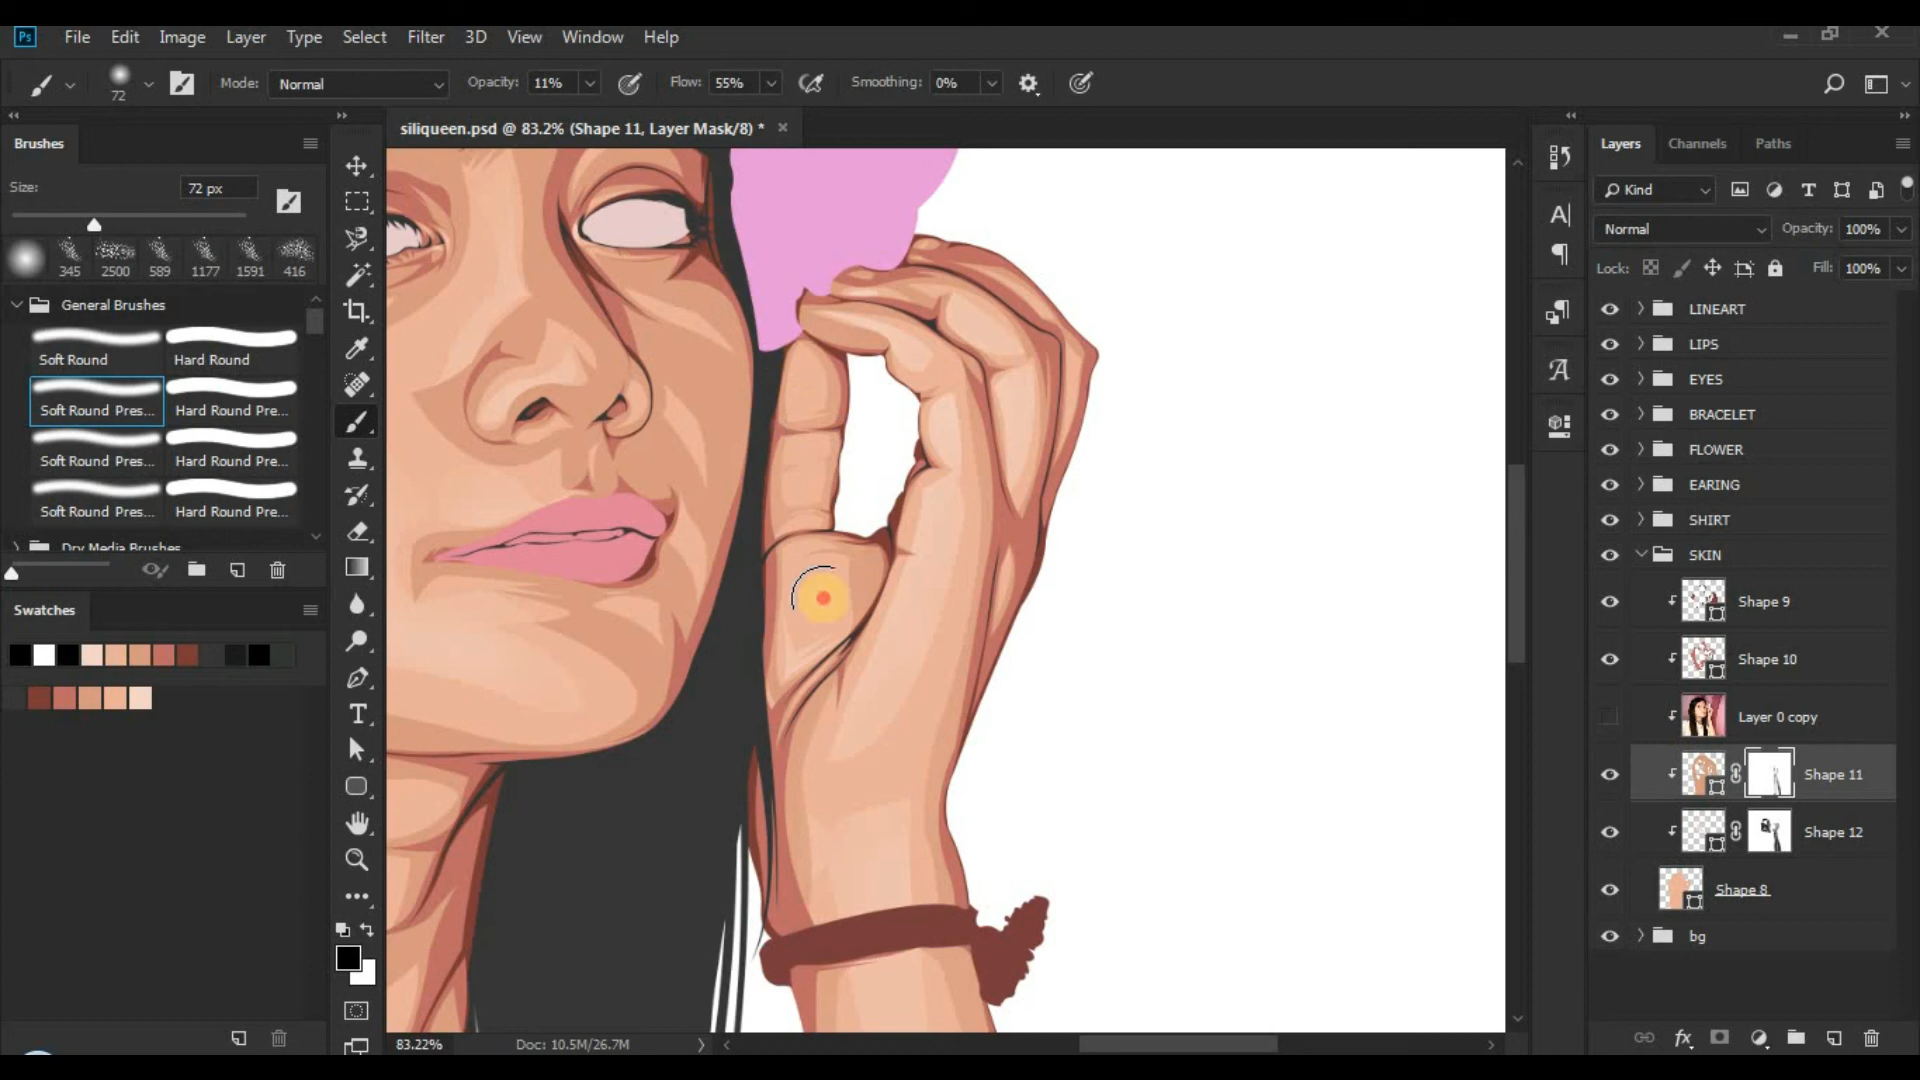 Ps File Edit Image Layer Type Select Filter 3D View Window Help
72 Mode: Normal Opacity: 11% Flow: 55% Smoothing: 0%
siliqueen.psd @ 83.2% (Shape 11, Layer Mask/8) *
Brushes
Size: 72 px
345 2500 589 1177 1591 416
General Brushes
Soft Round Hard Round
Soft Round Pres... Hard Round Pre...
Soft Round Pres... Hard Round Pre...
Soft Round Pres... Hard Round Pre...
Dry Media Brushes
Swatches
83.22% Doc: 10.5M/26.7M
Layers Channels Paths
Kind
Normal Opacity: 100%
Lock: Fill: 100%
LINEART
LIPS
EYES
BRACELET
FLOWER
EARING
SHIRT
SKIN
Shape 9
Shape 10
Layer 0 copy
Shape 11
Shape 12
Shape 8
bg